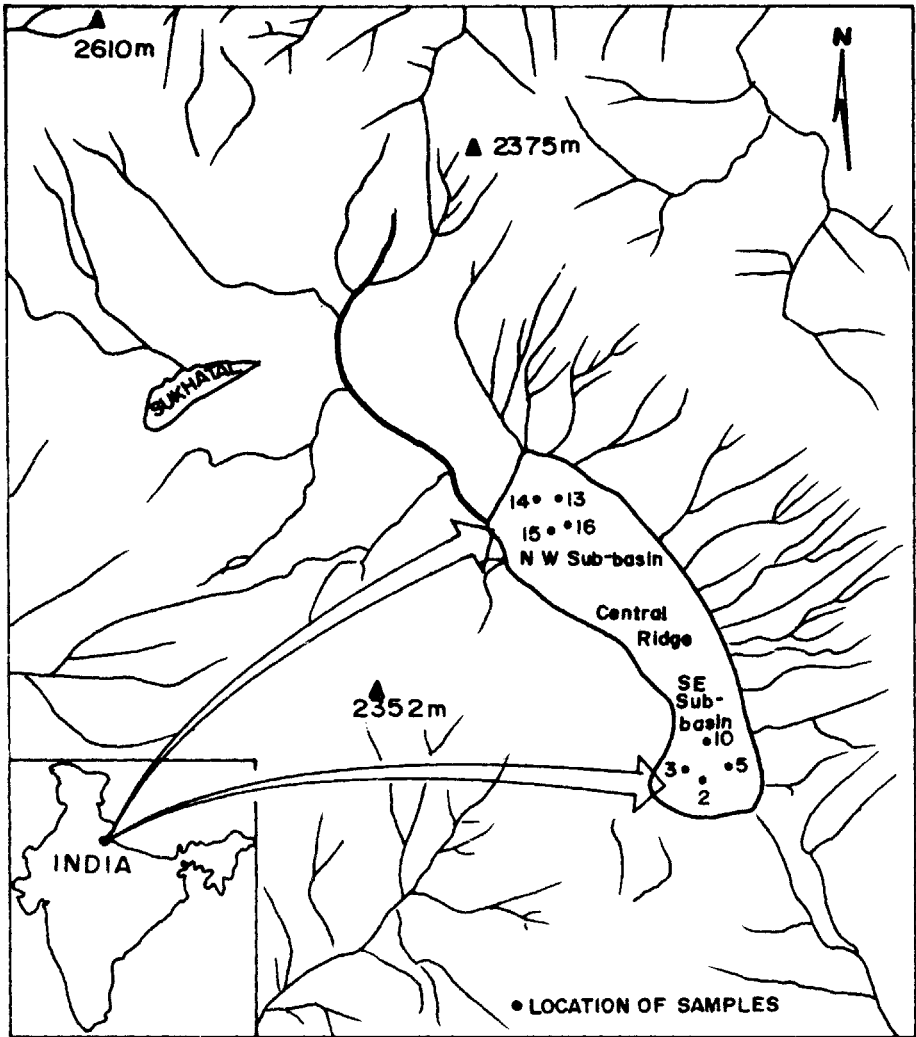 2610m
N
2375m
SUKHATAL
14 13
15 16
N W Sub-basin
Central
Ridge
SE
Sub-
basin
10
3 5
2
2352m
INDIA
LOCATION OF SAMPLES